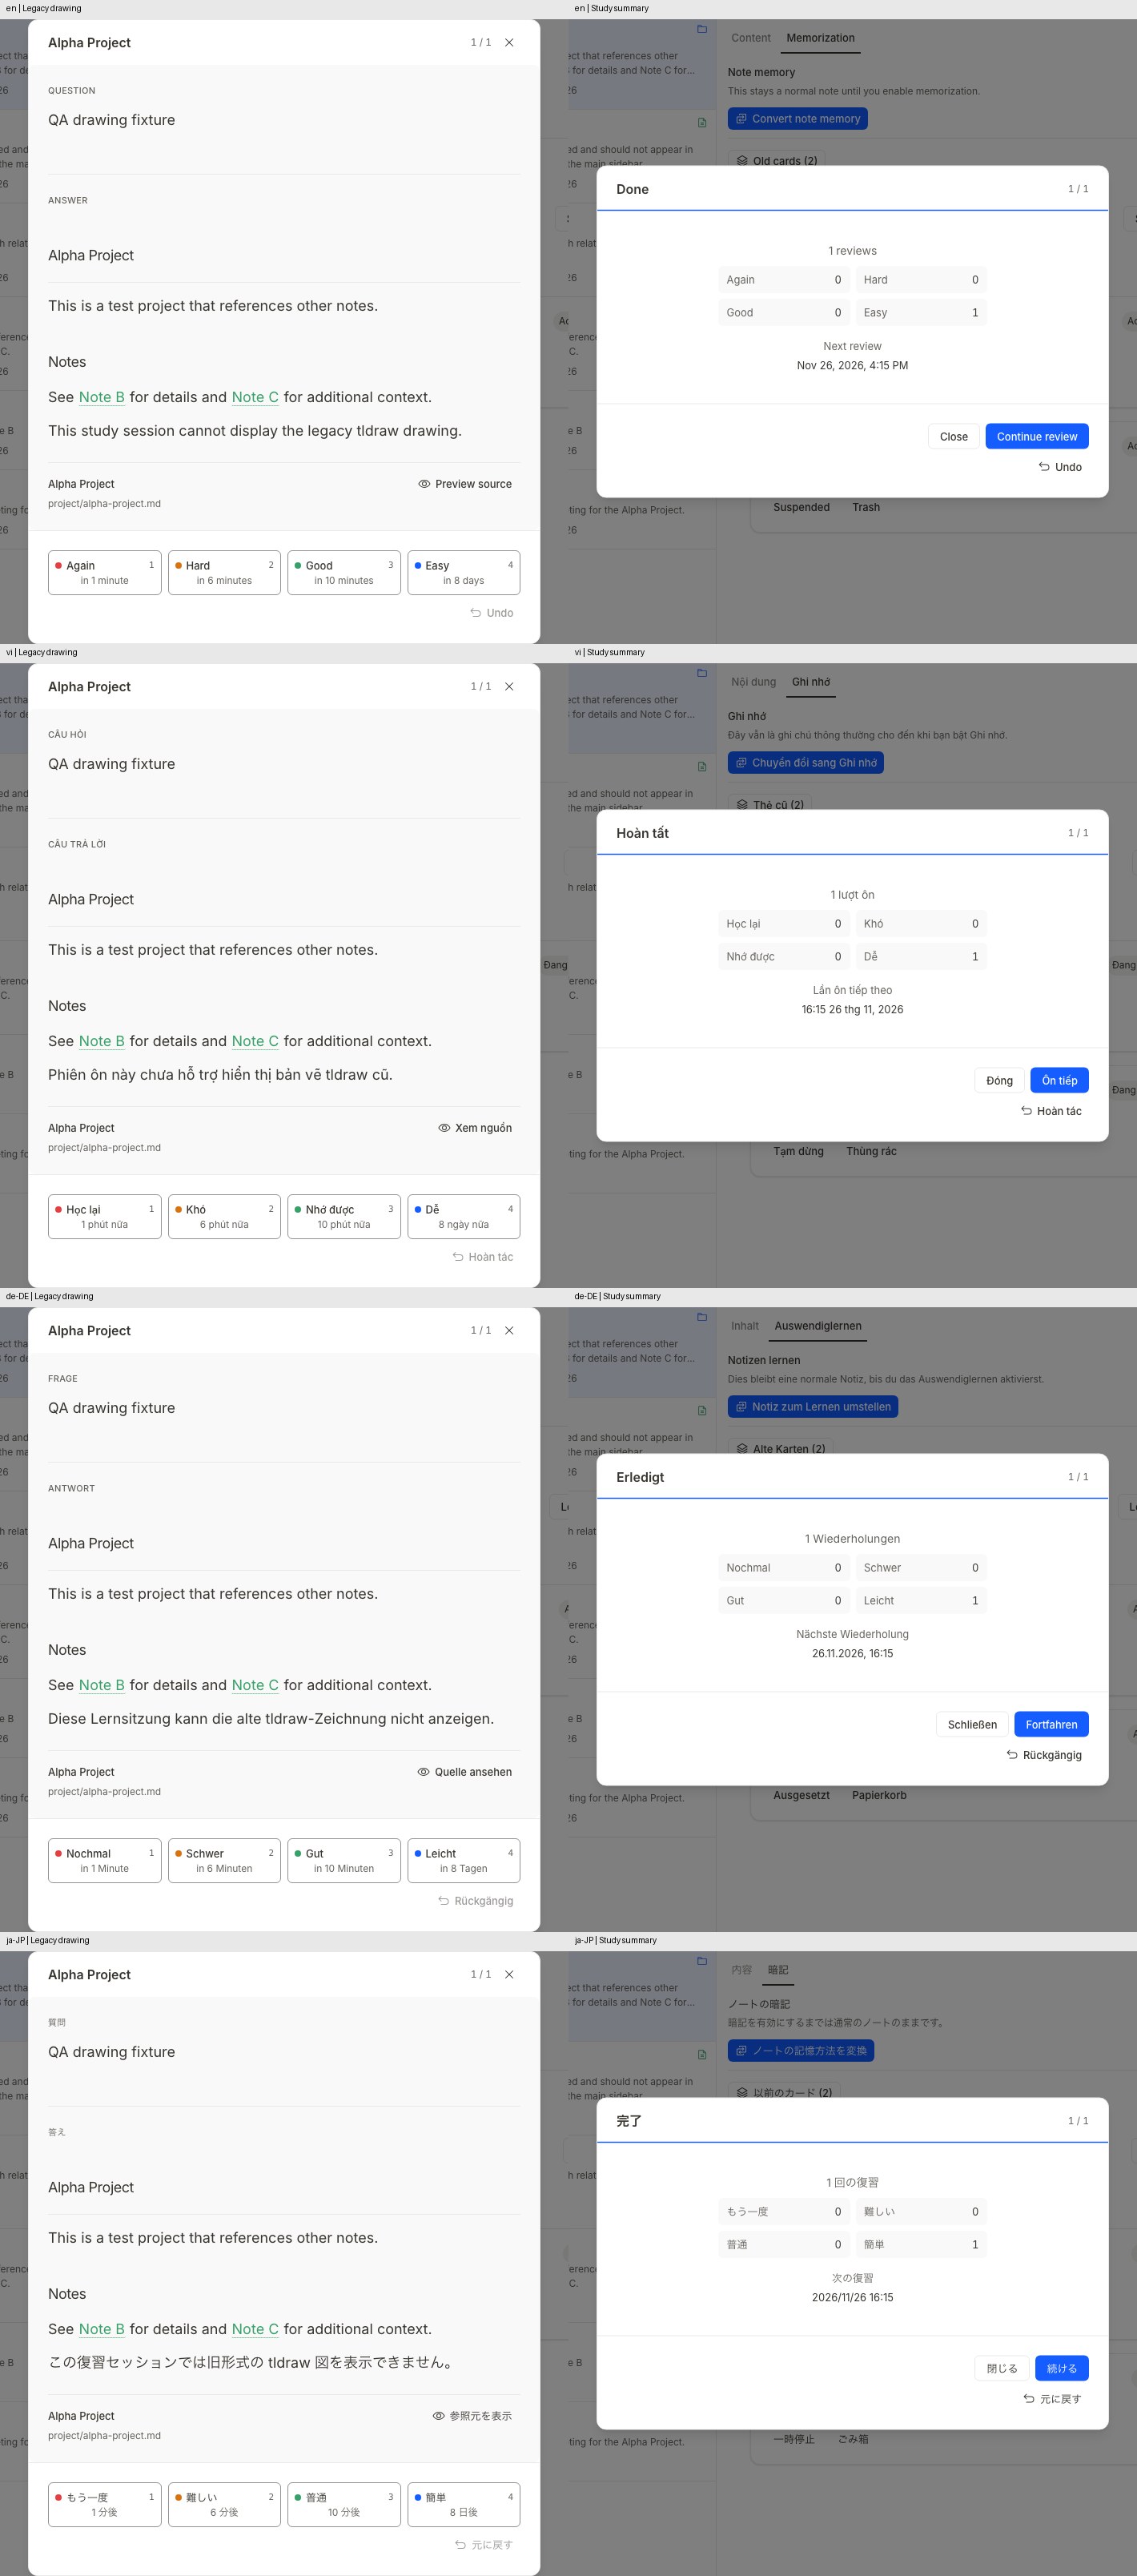 en | Legacy drawing
Alpha Project
1 / 1
QUESTION
QA drawing fixture
ANSWER
Alpha Project
This is a test project that references other notes.
Notes
See Note B for details and Note C for additional context.
This study session cannot display the legacy tldraw drawing.
Alpha Project
Preview source
project/alpha-project.md
Again 1
in 1 minute
Hard 2
in 6 minutes
Good 3
in 10 minutes
Easy 4
in 8 days
Undo
en | Study summary
Content Memorization
Note memory
This stays a normal note until you enable memorization.
Convert note memory
Old cards (2)
Done
1 / 1
1 reviews
Again 0
Hard 0
Good 0
Easy 1
Next review
Nov 26, 2026, 4:15 PM
Close
Continue review
Undo
Suspended Trash
vi | Legacy drawing
Alpha Project
1 / 1
CÂU HỎI
QA drawing fixture
CÂU TRẢ LỜI
Alpha Project
This is a test project that references other notes.
Notes
See Note B for details and Note C for additional context.
Phiên ôn này chưa hỗ trợ hiển thị bản vẽ tldraw cũ.
Alpha Project
Xem nguồn
project/alpha-project.md
Học lại 1
1 phút nữa
Khó 2
6 phút nữa
Nhớ được 3
10 phút nữa
Dễ 4
8 ngày nữa
Hoàn tác
vi | Study summary
Nội dung Ghi nhớ
Ghi nhớ
Đây vẫn là ghi chú thông thường cho đến khi bạn bật Ghi nhớ.
Chuyển đổi sang Ghi nhớ
Thẻ cũ (2)
Hoàn tất
1 / 1
1 lượt ôn
Học lại 0
Khó 0
Nhớ được 0
Dễ 1
Lần ôn tiếp theo
16:15 26 thg 11, 2026
Đóng
Ôn tiếp
Hoàn tác
Tạm dừng Thùng rác
de-DE | Legacy drawing
Alpha Project
1 / 1
FRAGE
QA drawing fixture
ANTWORT
Alpha Project
This is a test project that references other notes.
Notes
See Note B for details and Note C for additional context.
Diese Lernsitzung kann die alte tldraw-Zeichnung nicht anzeigen.
Alpha Project
Quelle ansehen
project/alpha-project.md
Nochmal 1
in 1 Minute
Schwer 2
in 6 Minuten
Gut 3
in 10 Minuten
Leicht 4
in 8 Tagen
Rückgängig
de-DE | Study summary
Inhalt Auswendiglernen
Notizen lernen
Dies bleibt eine normale Notiz, bis du das Auswendiglernen aktivierst.
Notiz zum Lernen umstellen
Alte Karten (2)
Erledigt
1 / 1
1 Wiederholungen
Nochmal 0
Schwer 0
Gut 0
Leicht 1
Nächste Wiederholung
26.11.2026, 16:15
Schließen
Fortfahren
Rückgängig
Ausgesetzt Papierkorb
ja-JP | Legacy drawing
Alpha Project
1 / 1
質問
QA drawing fixture
答え
Alpha Project
This is a test project that references other notes.
Notes
See Note B for details and Note C for additional context.
この復習セッションでは旧形式の tldraw 図を表示できません。
Alpha Project
参照元を表示
project/alpha-project.md
もう一度 1
1 分後
難しい 2
6 分後
普通 3
10 分後
簡単 4
8 日後
元に戻す
ja-JP | Study summary
内容 暗記
ノートの暗記
暗記を有効にするまでは通常のノートのままです。
ノートの記憶方法を変換
以前のカード (2)
完了
1 / 1
1 回の復習
もう一度 0
難しい 0
普通 0
簡単 1
次の復習
2026/11/26 16:15
閉じる
続ける
元に戻す
一時停止 ごみ箱